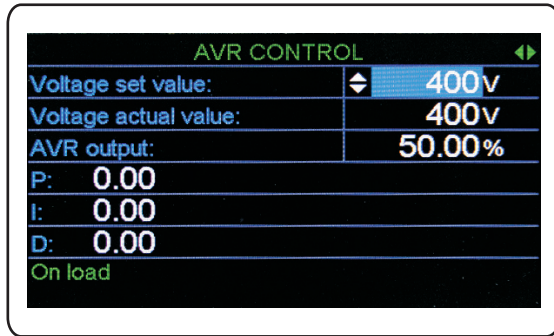 AVR CONTROL
Voltage set value: 400V
Voltage actual value: 400V
AVR output: 50.00%
P: 0.00
I: 0.00
D: 0.00
On load